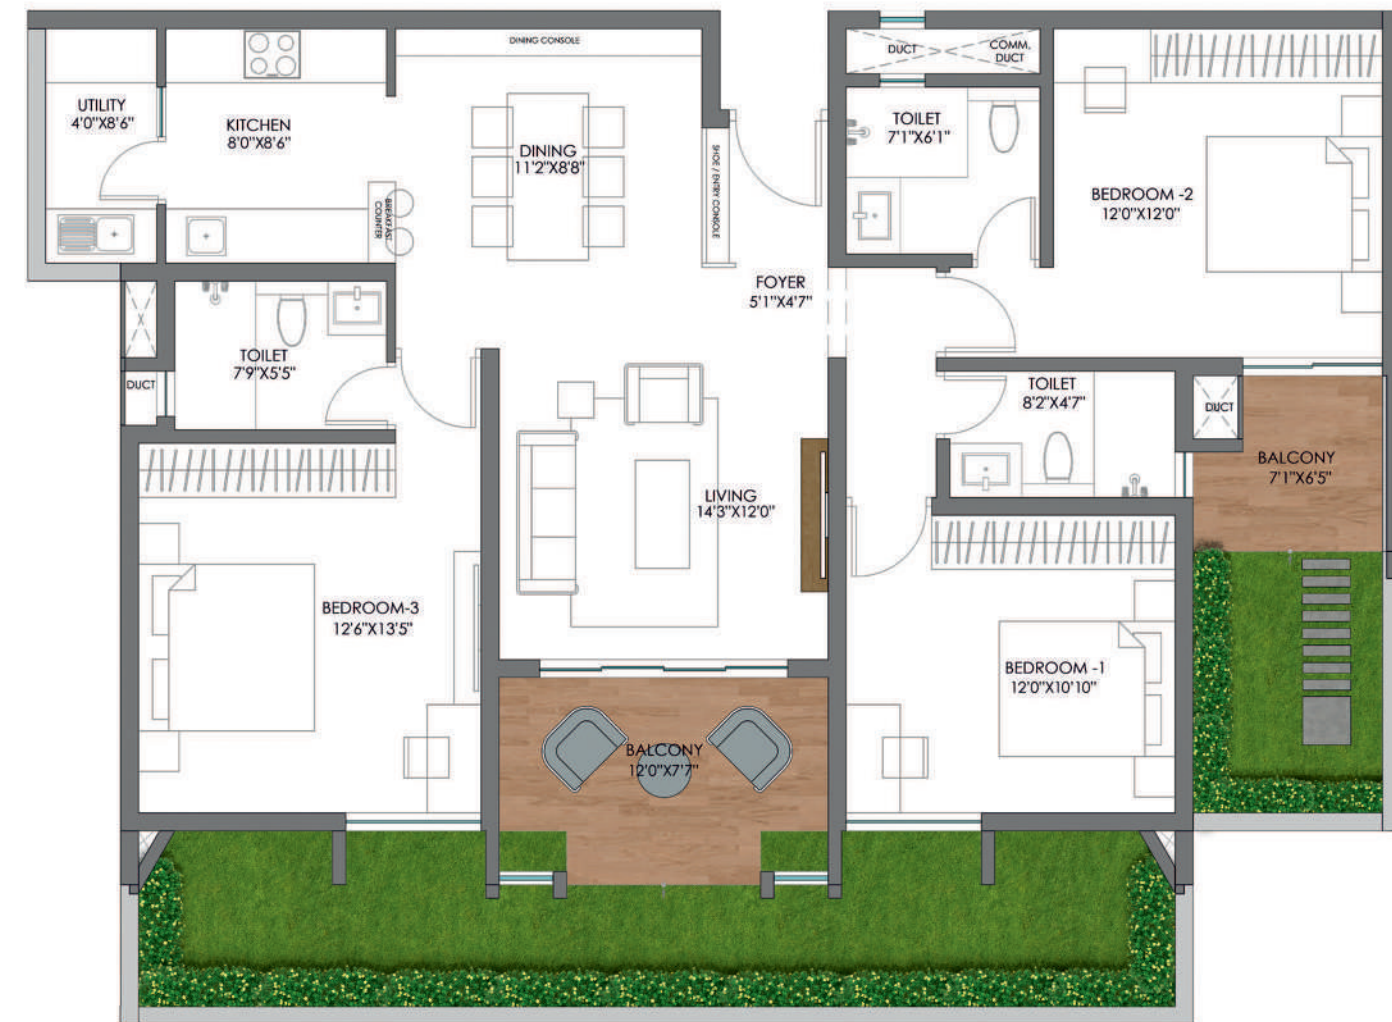 DINING CONSOLE
DUCT
COMM.
DUCT
UTILITY
4'0"X8'6"
KITCHEN
8'0"X8'6"
DINING
11'2"X8'8"
SHOE / ENTRY CONSOLE
TOILET
7'1"X6'1"
BEDROOM -2
12'0"X12'0"
BREAKFAST
COUNTER
FOYER
5'1"X4'7"
TOILET
7'9"X5'5"
DUCT
TOILET
8'2"X4'7"
DUCT
BALCONY
7'1"X6'5"
LIVING
14'3"X12'0"
BEDROOM-3
12'6"X13'5"
BEDROOM -1
12'0"X10'10"
BALCONY
12'0"X7'7"